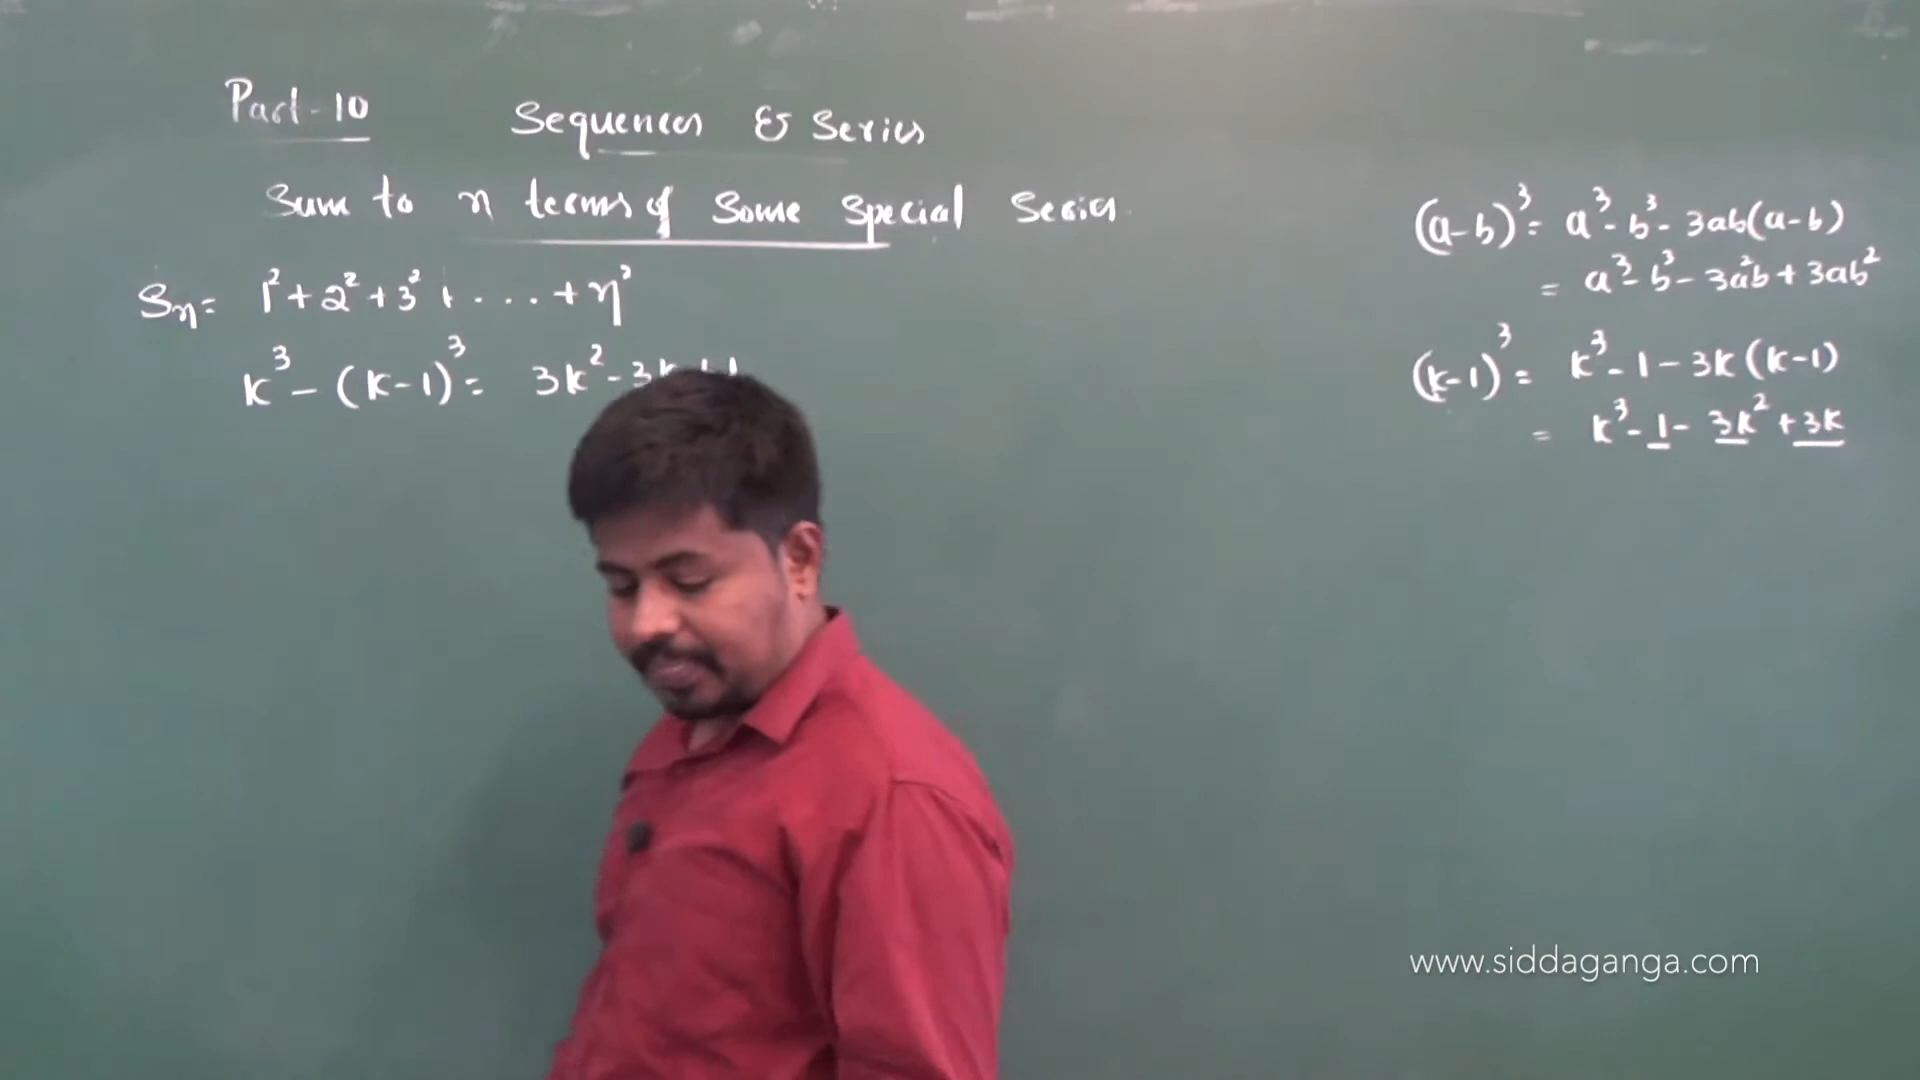 Part-10
Sequences & Series
Sum to n terms of Some Special Series
Sn = 1² + 2² + 3² + .... + n²
k³ - (k-1)³ = 3k² - 3k + 1
(a-b)³ = a³ - b³ - 3ab(a-b)
= a³ - b³ - 3a²b + 3ab²
(k-1)³ = k³ - 1 - 3k(k-1)
= k³ - 1 - 3k² + 3k
www.siddaganga.com